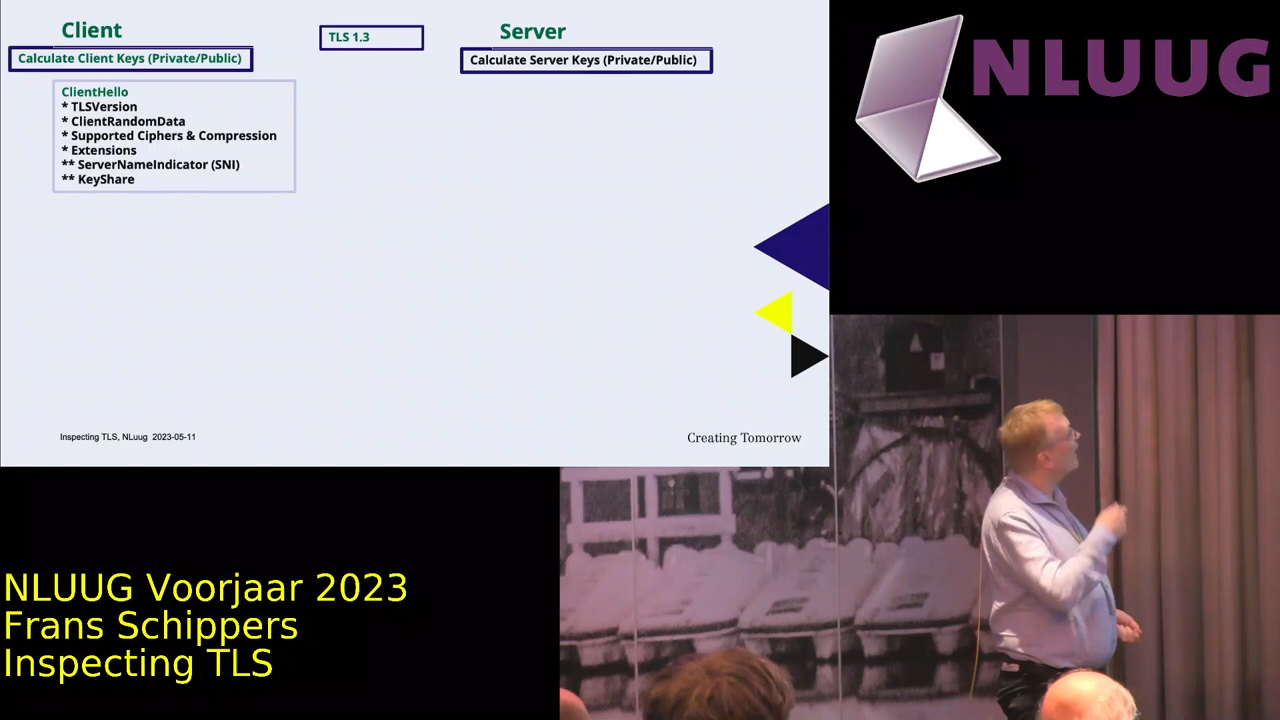 Client
TLS 1.3
Server
Calculate Client Keys (Private/Public)
Calculate Server Keys (Private/Public)
ClientHello
* TLSVersion
* ClientRandomData
* Supported Ciphers & Compression
* Extensions
** ServerNameIndicator (SNI)
** KeyShare
Inspecting TLS, NLuug 2023-05-11
Creating Tomorrow
NLUUG
NLUUG Voorjaar 2023
Frans Schippers
Inspecting TLS